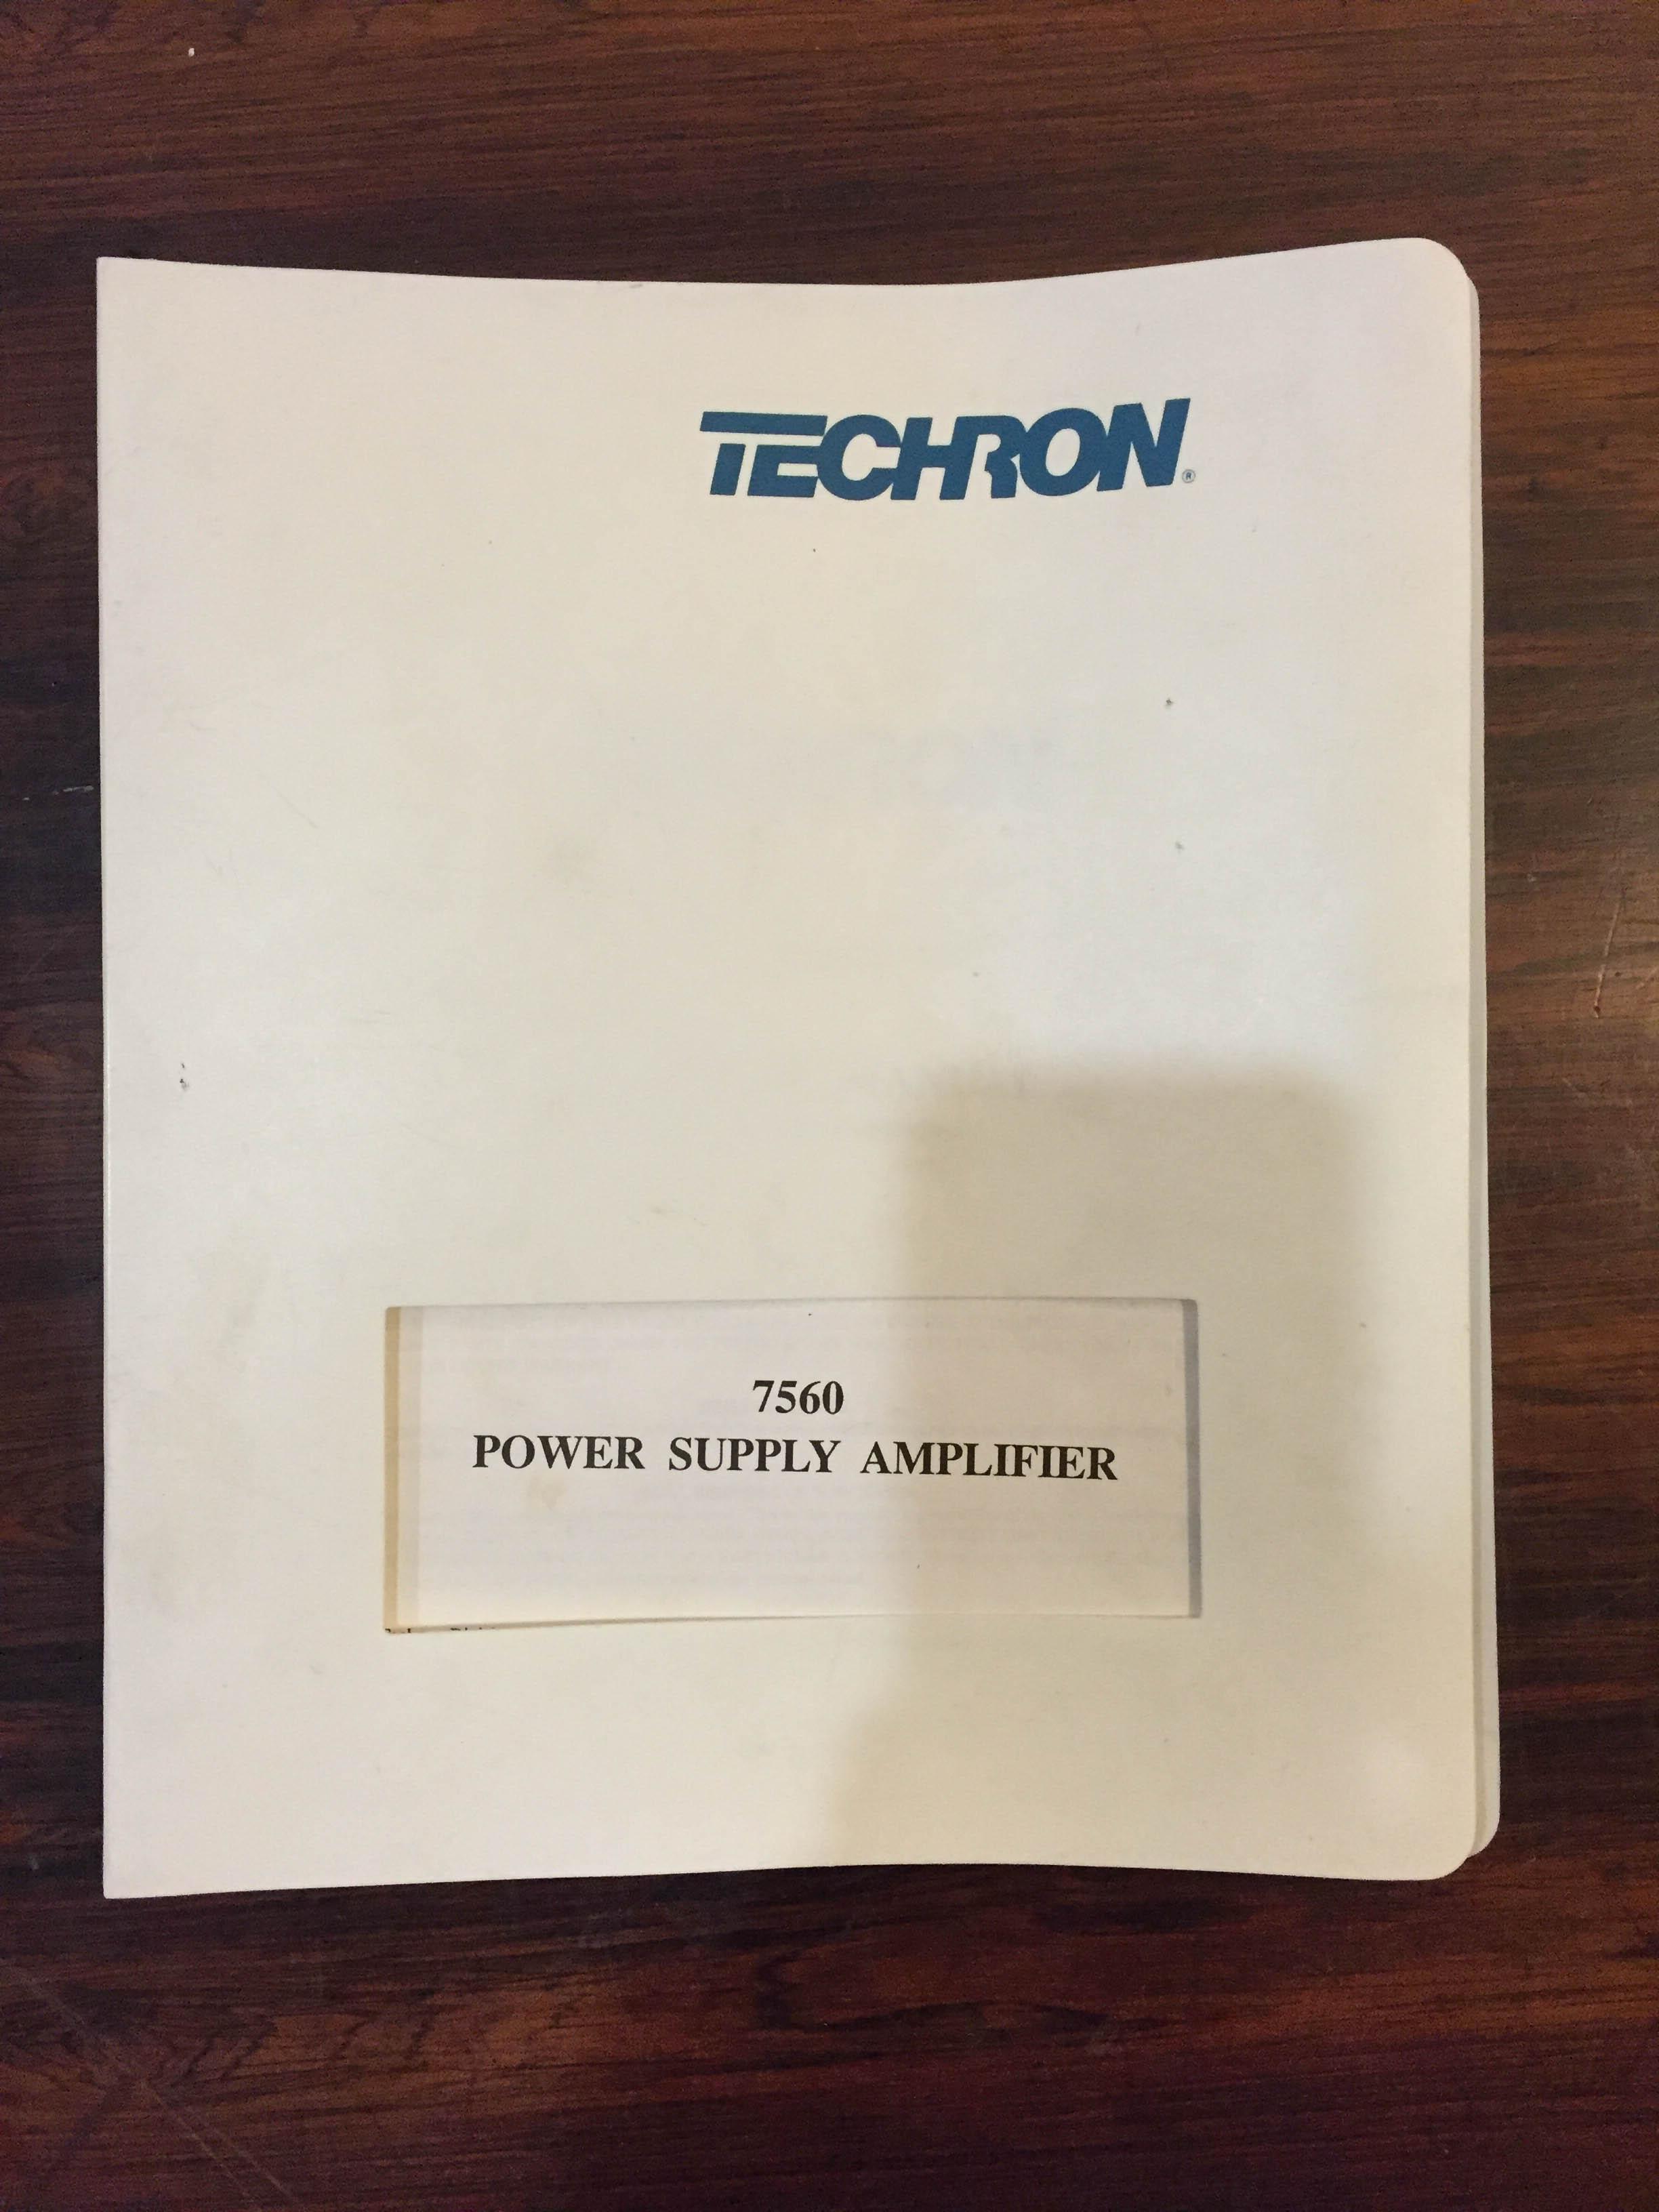 TECHRON®
7560
POWER SUPPLY AMPLIFIER